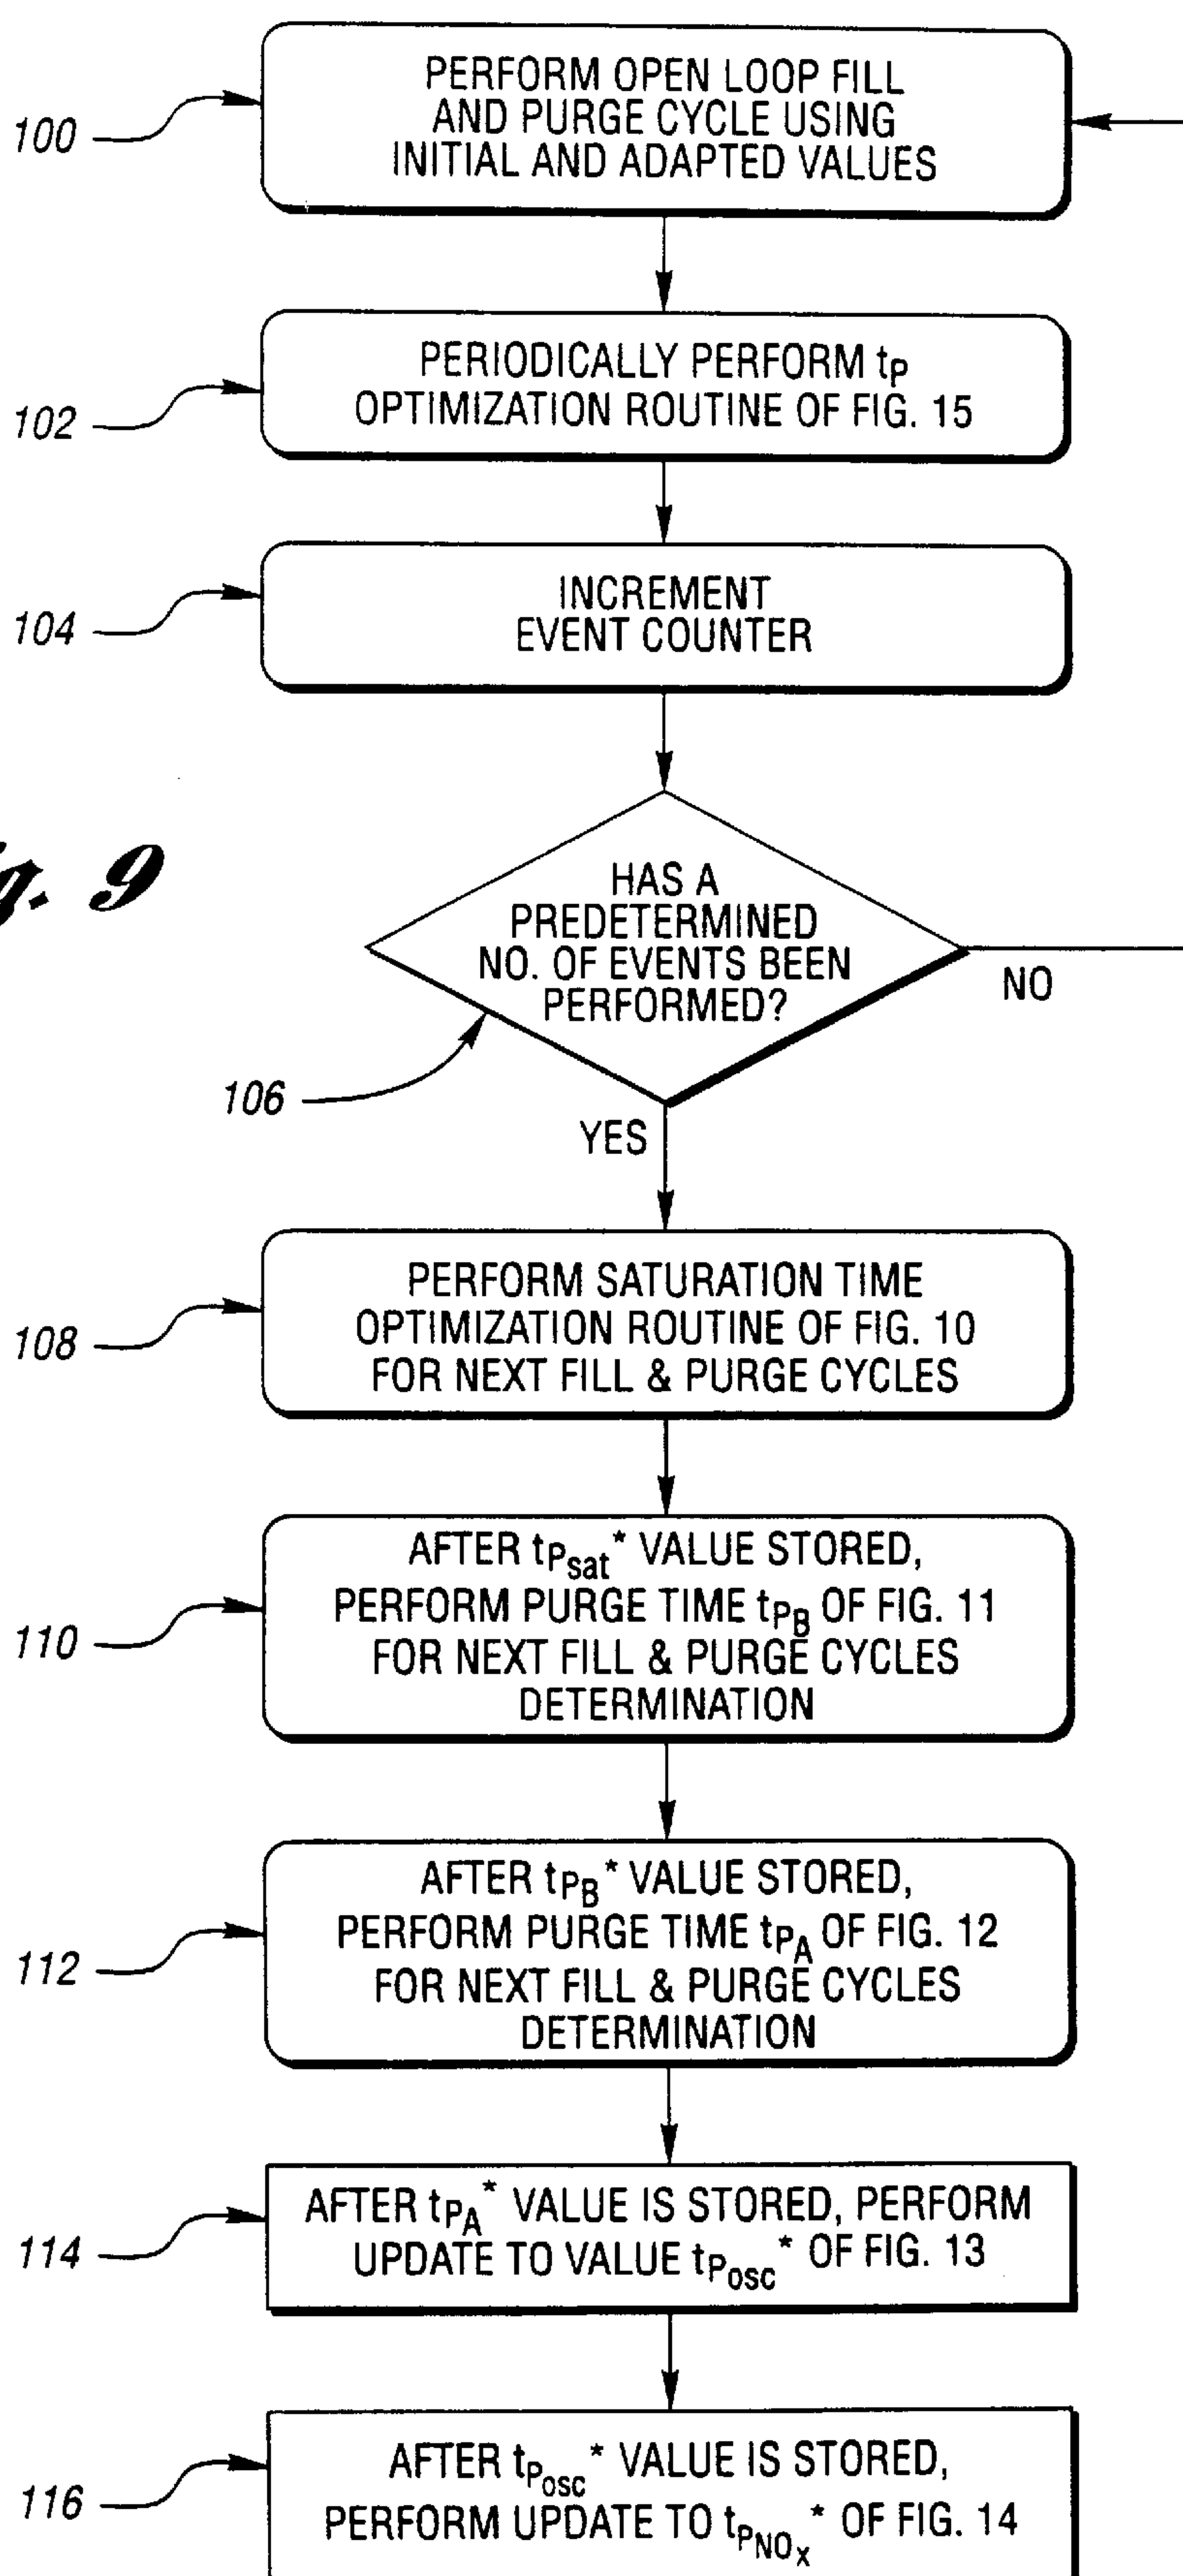 PERFORM OPEN LOOP FILL
AND PURGE CYCLE USING
INITIAL AND ADAPTED VALUES
100
PERIODICALLY PERFORM tP
OPTIMIZATION ROUTINE OF FIG. 15
102
INCREMENT
EVENT COUNTER
104
9
HAS A
PREDETERMINED
NO. OF EVENTS BEEN
PERFORMED?
NO
106
YES
PERFORM SATURATION TIME
OPTIMIZATION ROUTINE OF FIG. 10
FOR NEXT FILL & PURGE CYCLES
108
AFTER tPsat* VALUE STORED,
PERFORM PURGE TIME tPB OF FIG. 11
FOR NEXT FILL & PURGE CYCLES
DETERMINATION
110
AFTER tPB* VALUE STORED,
PERFORM PURGE TIME tPA OF FIG. 12
FOR NEXT FILL & PURGE CYCLES
DETERMINATION
112
AFTER tPA* VALUE IS STORED, PERFORM
UPDATE TO VALUE tPosc* OF FIG. 13
114
AFTER tPosc* VALUE IS STORED,
PERFORM UPDATE TO tPNOx* OF FIG. 14
116